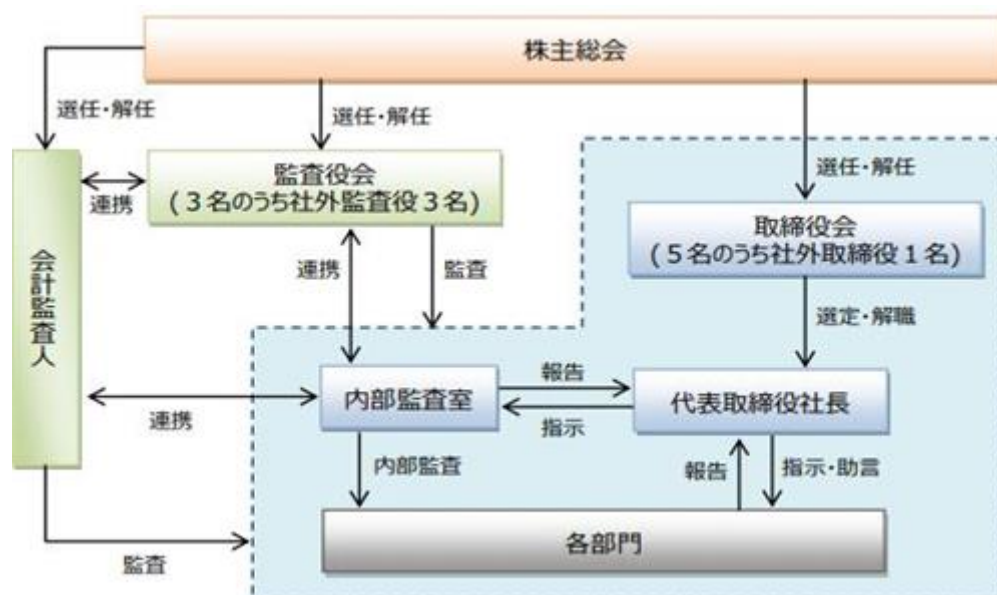 株主総会
選任・解任
選任・解任
選任・解任
監査役会
(３名のうち社外監査役３名)
連携
取締役会
(５名のうち社外取締役１名)
会計監査人
連携
監査
選定・解職
内部監査室
報告
指示
代表取締役社長
連携
内部監査
報告
指示・助言
各部門
監査